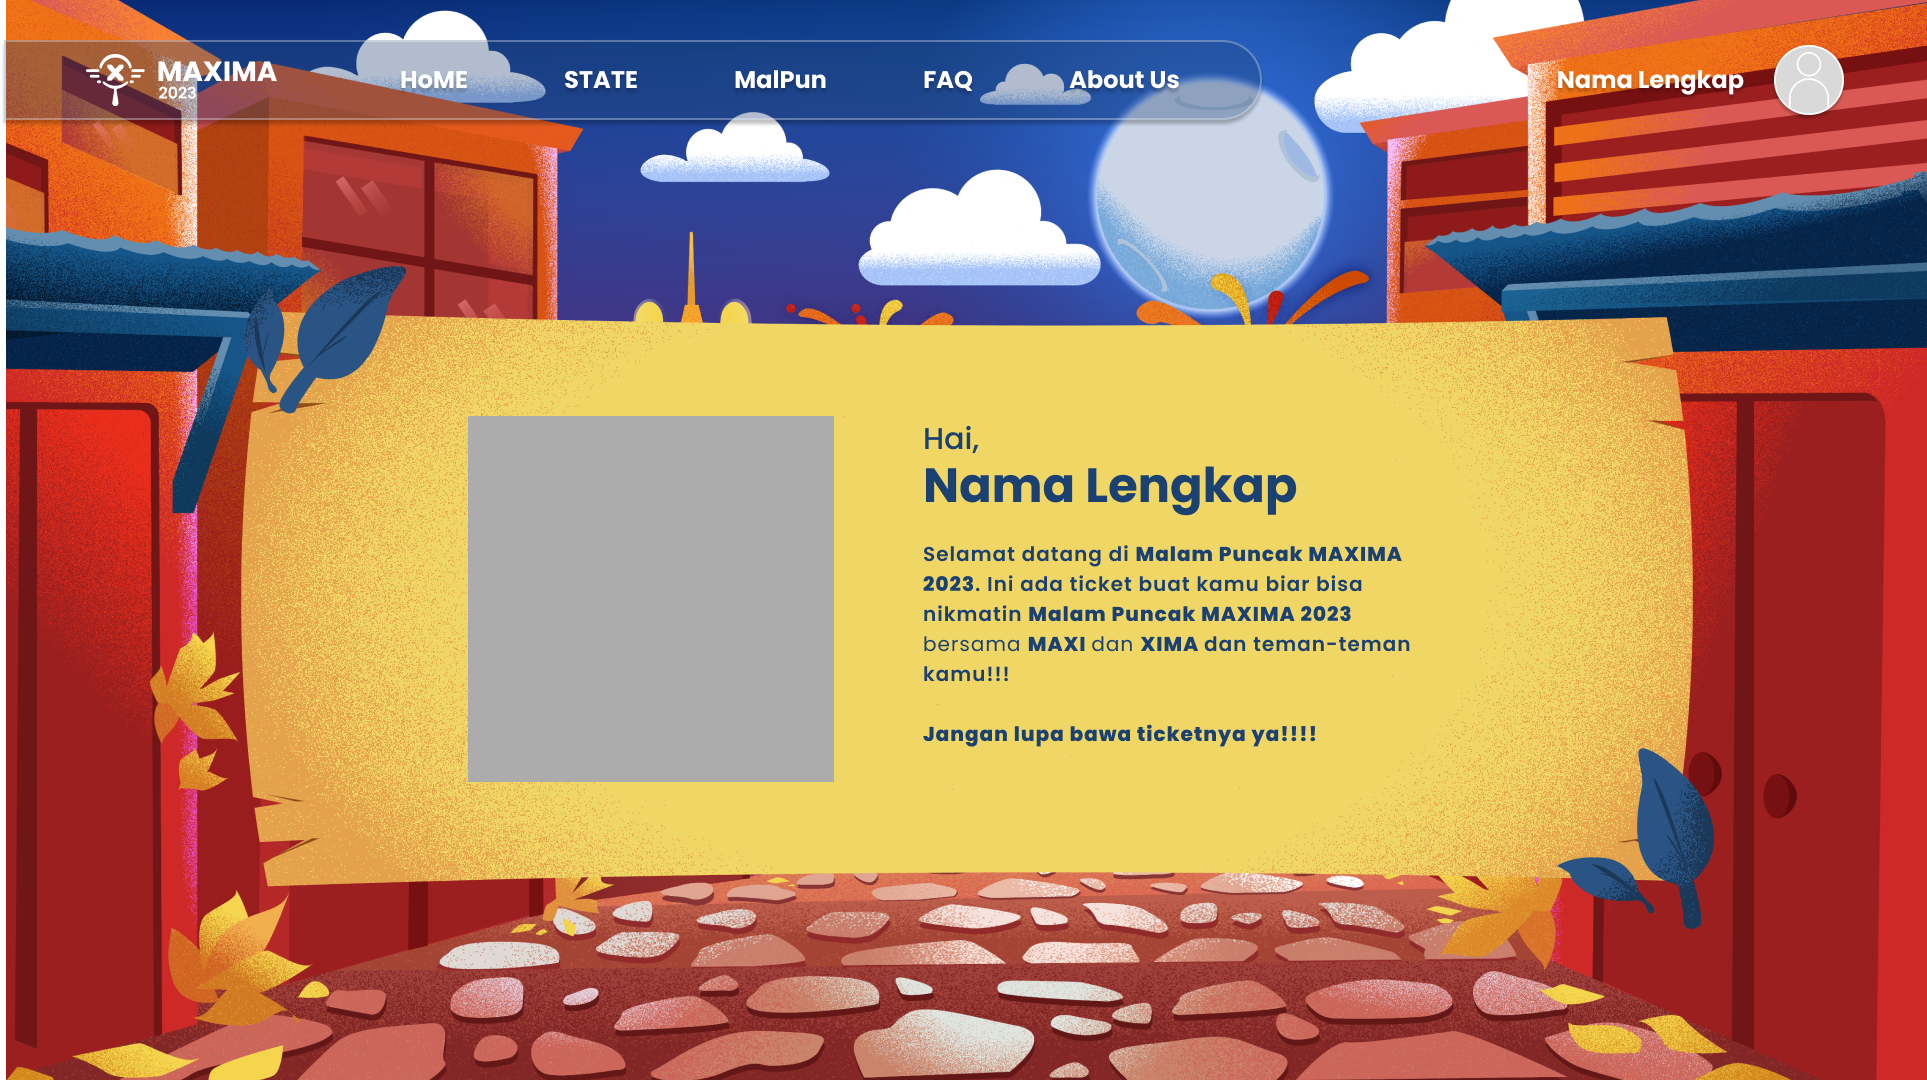 MAXIMA
2023
HoME STATE MalPun FAQ About Us Nama Lengkap
Hai,
Nama Lengkap
Selamat datang di Malam Puncak MAXIMA
2023. Ini ada ticket buat kamu biar bisa
nikmatin Malam Puncak MAXIMA 2023
bersama MAXI dan XIMA dan teman-teman
kamu!!!
Jangan lupa bawa ticketnya ya!!!!